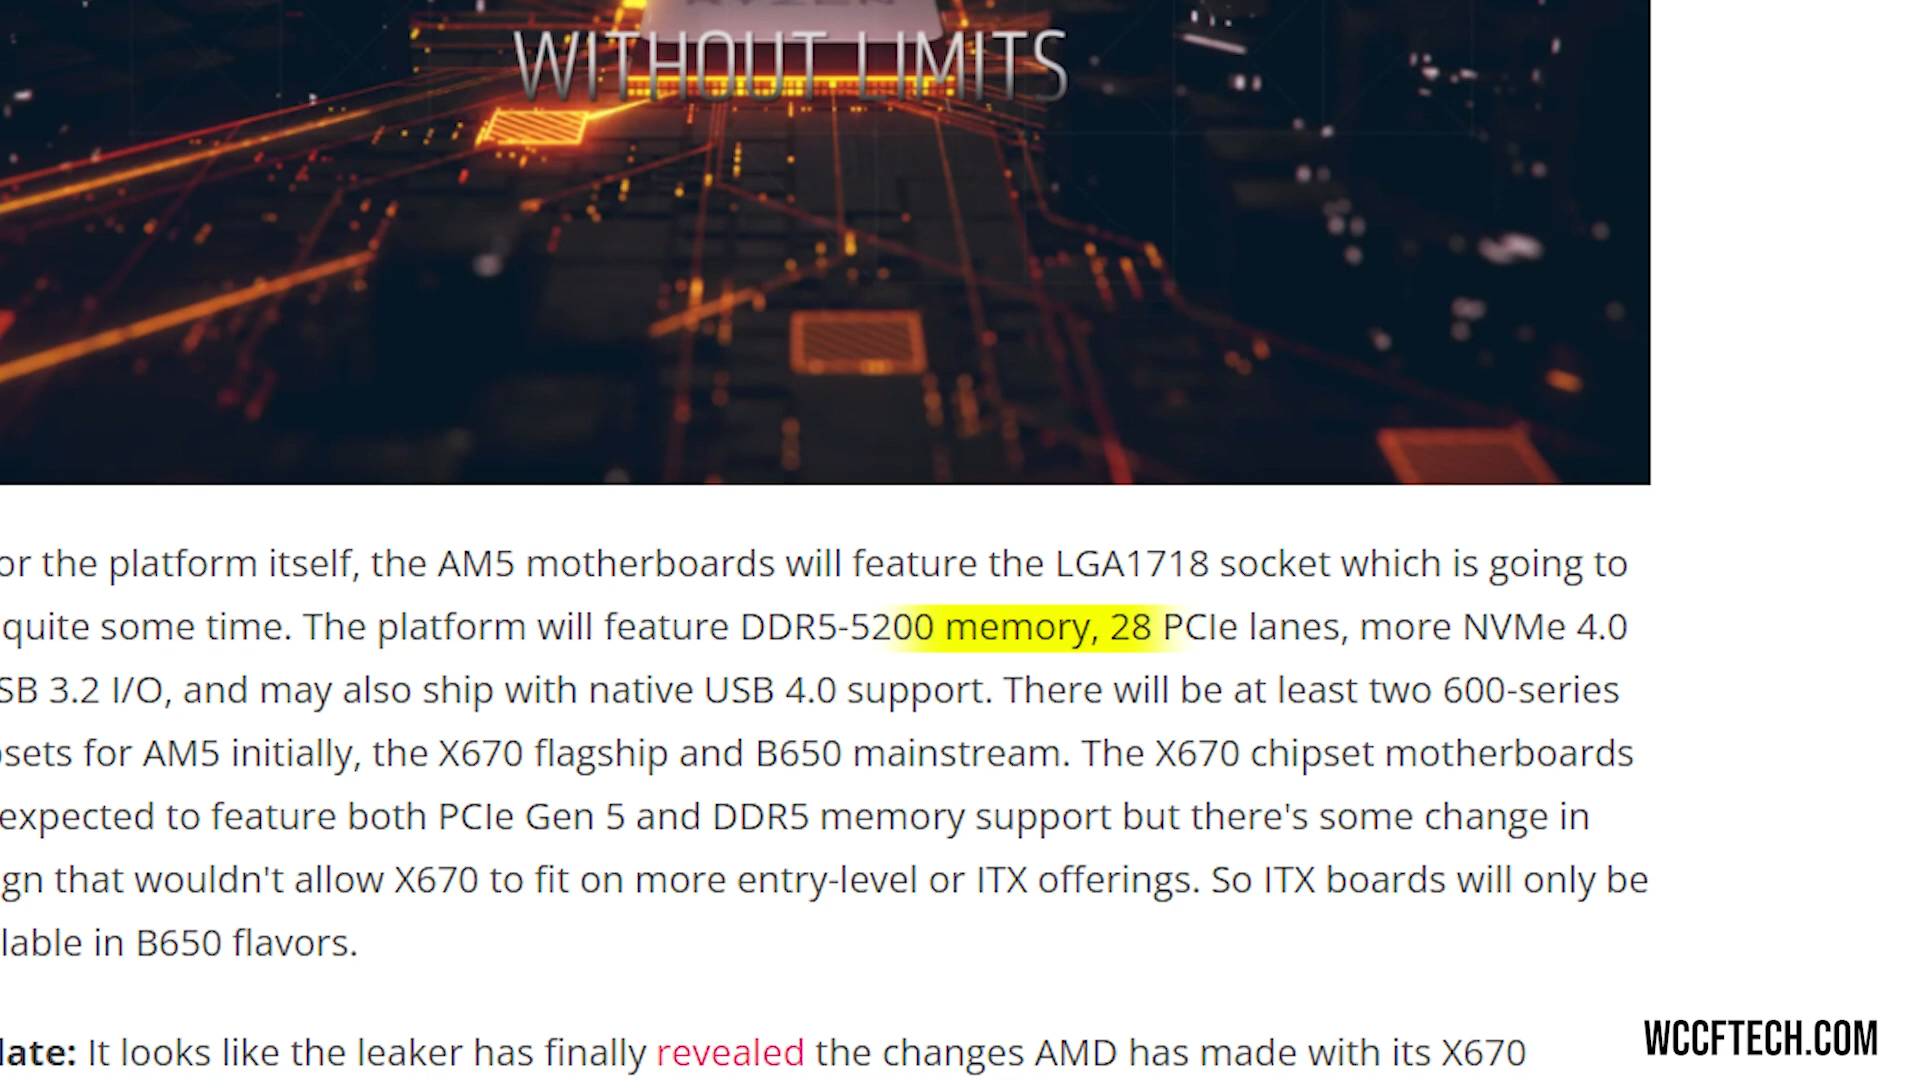 RYZEN
WITHOUT LIMITS
or the platform itself, the AM5 motherboards will feature the LGA1718 socket which is going to
quite some time. The platform will feature DDR5-5200 memory, 28 PCIe lanes, more NVMe 4.0
SB 3.2 I/O, and may also ship with native USB 4.0 support. There will be at least two 600-series
sets for AM5 initially, the X670 flagship and B650 mainstream. The X670 chipset motherboards
expected to feature both PCIe Gen 5 and DDR5 memory support but there's some change in
gn that wouldn't allow X670 to fit on more entry-level or ITX offerings. So ITX boards will only be
lable in B650 flavors.
late: It looks like the leaker has finally revealed the changes AMD has made with its X670
WCCFTECH.COM